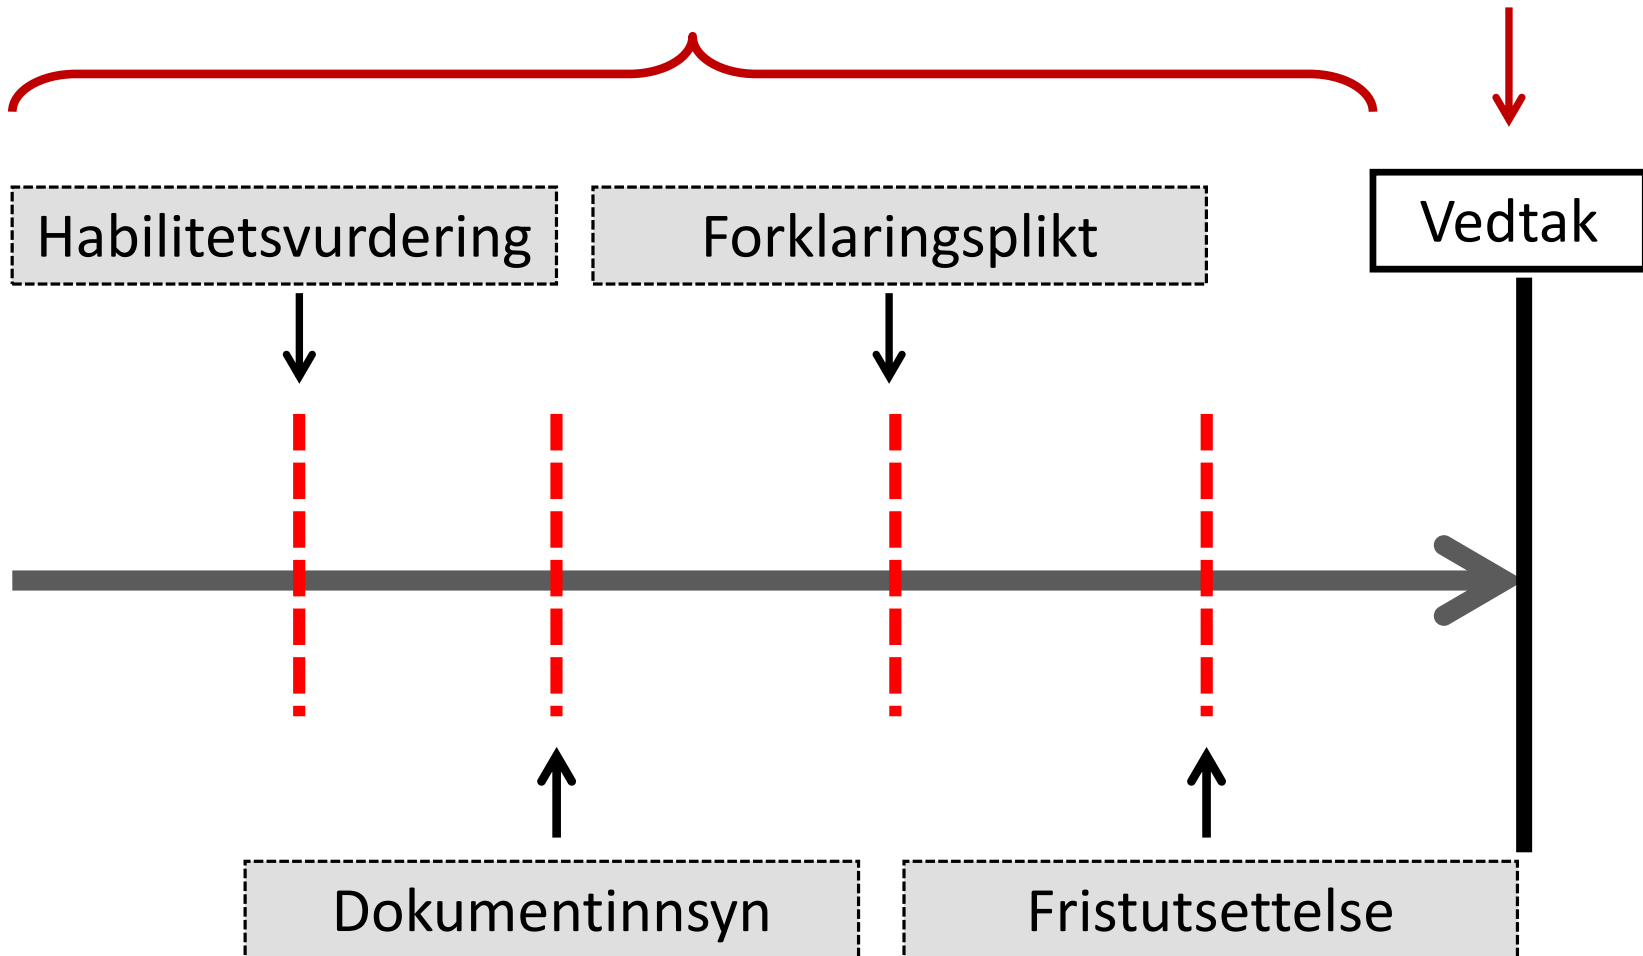 Habilitetsvurdering
Forklaringsplikt
Vedtak
Dokumentinnsyn
Fristutsettelse